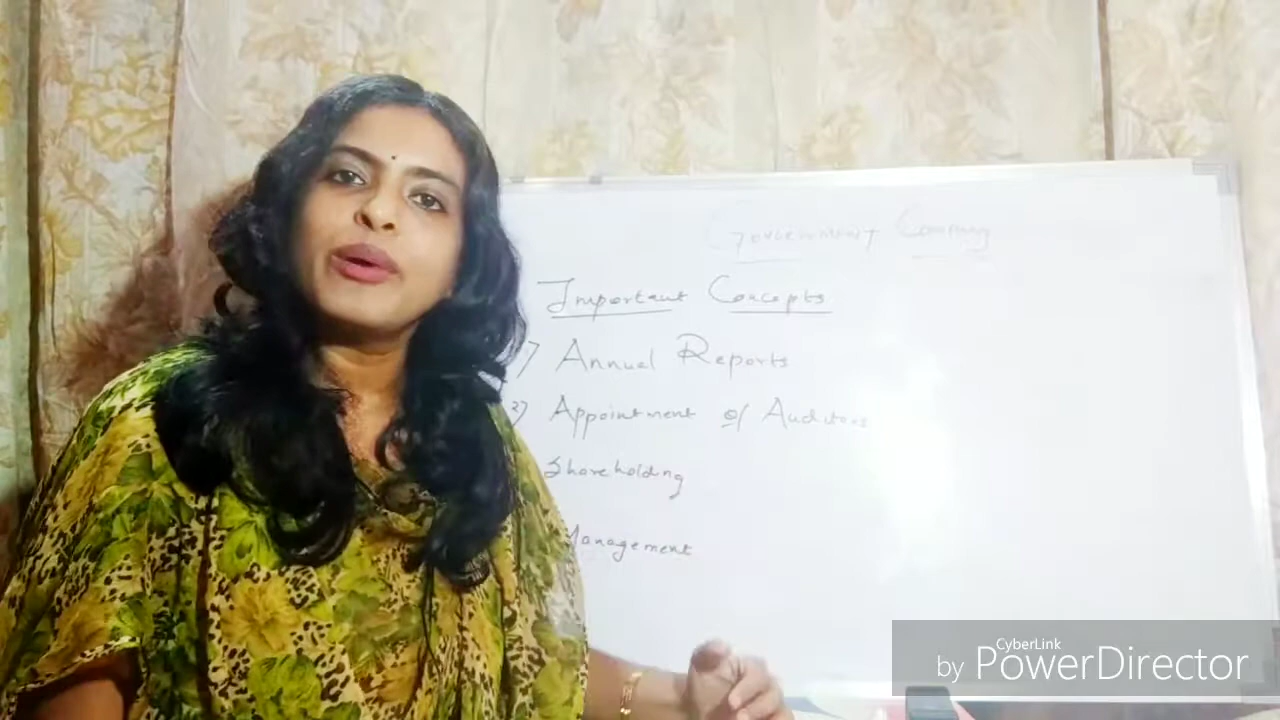 Government Company
Important Concepts
1) Annual Reports
2) Appointment of Auditors
Shareholding
Management
CyberLink
by PowerDirector